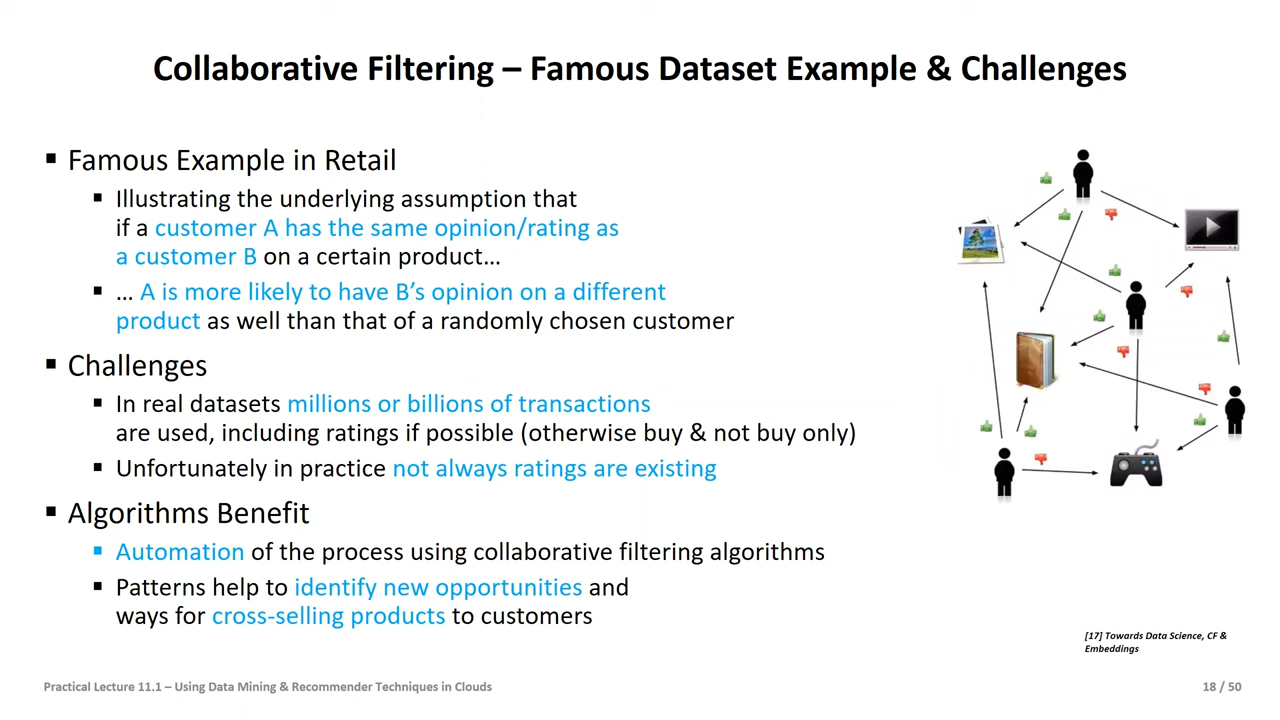 Collaborative Filtering – Famous Dataset Example & Challenges
▪ Famous Example in Retail
▪ Illustrating the underlying assumption that
if a customer A has the same opinion/rating as
a customer B on a certain product…
▪ … A is more likely to have B’s opinion on a different
product as well than that of a randomly chosen customer
▪ Challenges
▪ In real datasets millions or billions of transactions
are used, including ratings if possible (otherwise buy & not buy only)
▪ Unfortunately in practice not always ratings are existing
▪ Algorithms Benefit
▪ Automation of the process using collaborative filtering algorithms
▪ Patterns help to identify new opportunities and
ways for cross-selling products to customers
[17] Towards Data Science, CF &
Embeddings
Practical Lecture 11.1 – Using Data Mining & Recommender Techniques in Clouds
18 / 50